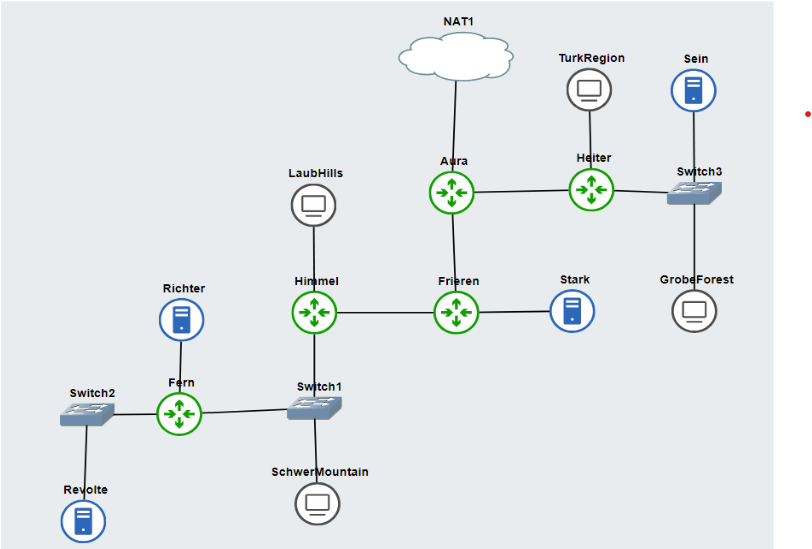 NAT1
TurkRegion
Sein
Aura
Heiter
Switch3
LaubHills
Richter
Himmel
Frieren
Stark
GrobeForest
Fern
Switch2
Switch1
Revolte
SchwerMountain